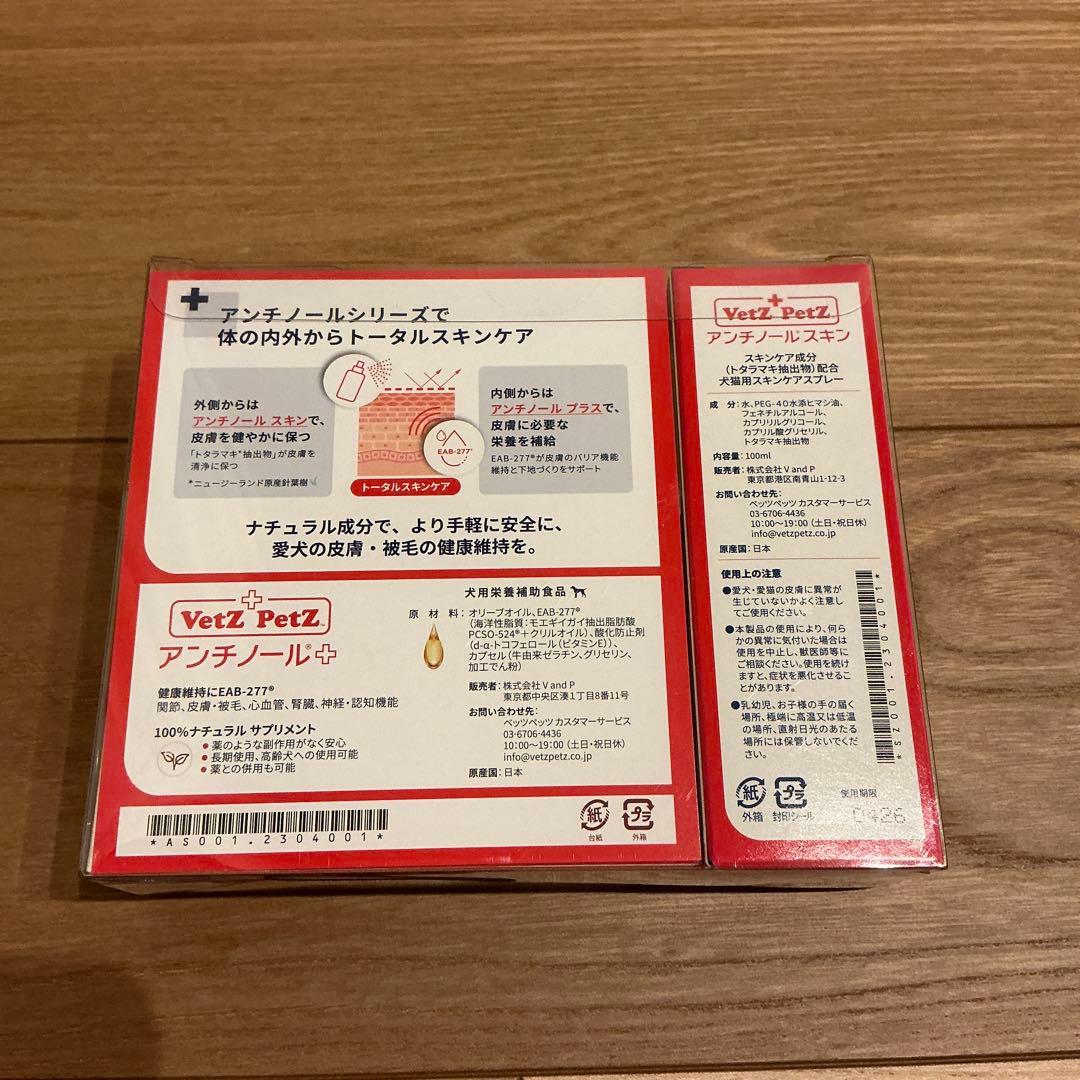 アンチノールシリーズで
体の内外からトータルスキンケア
外側からは
アンチノール スキンで、
皮膚を健やかに保つ
「トタラマキ*抽出物」が皮膚を
清浄に保つ
*ニュージーランド原産針葉樹
EAB-277®
トータルスキンケア
内側からは
アンチノール プラスで、
皮膚に必要な
栄養を補給
EAB-277®が皮膚のバリア機能
維持と下地づくりをサポート
ナチュラル成分で、より手軽に安全に、
愛犬の皮膚・被毛の健康維持を。
VetZ PetZ™
アンチノール®+
健康維持にEAB-277®
関節、皮膚・被毛、心血管、腎臓、神経・認知機能
100%ナチュラル サプリメント
●薬のような副作用がなく安心
●長期使用、高齢犬への使用可能
●薬との併用も可能
犬用栄養補助食品
原材料:オリーブオイル、EAB-277®
(海洋性脂質:モエギイガイ抽出脂肪酸
PCSO-524®+クリルオイル)、酸化防止剤
(d-α-トコフェロール(ビタミンE))、
カプセル(牛由来ゼラチン、グリセリン、
加工でん粉)
販売者:株式会社 V and P
東京都中央区湊1丁目8番11号
お問い合わせ先:
ベッツペッツ カスタマーサービス
03-6706-4436
10:00〜19:00(土日・祝日休)
info@vetzpetz.co.jp
原産国:日本
*AS001.2304001*
紙
台紙
プラ
外箱
VetZ PetZ
アンチノール®スキン
スキンケア成分
(トタラマキ抽出物)配合
犬猫用スキンケアスプレー
成分:水、PEG-40水添ヒマシ油、
フェネチルアルコール、
カプリリルグリコール、
カプリル酸グリセリル、
トタラマキ抽出物
内容量:100ml
販売者:株式会社 V and P
東京都港区南青山1-12-3
お問い合わせ先:
ベッツペッツ カスタマーサービス
03-6706-4436
10:00〜19:00(土日・祝日休)
info@vetzpetz.co.jp
原産国:日本
使用上の注意
●愛犬・愛猫の皮膚に異常が
生じていないかよく注意し
てご使用ください。
●本製品の使用により、何ら
かの異常に気付いた場合は
使用を中止し、獣医師等に
ご相談ください。使用を続け
ますと、症状を悪化させるこ
とがあります。
●乳幼児、お子様の手の届く
場所、極端に高温又は低温
の場所、直射日光のあたる
場所には保管しないでくだ
さい。
*SZ001.2304001*
紙
外箱
プラ
封印シール
使用期限
0426